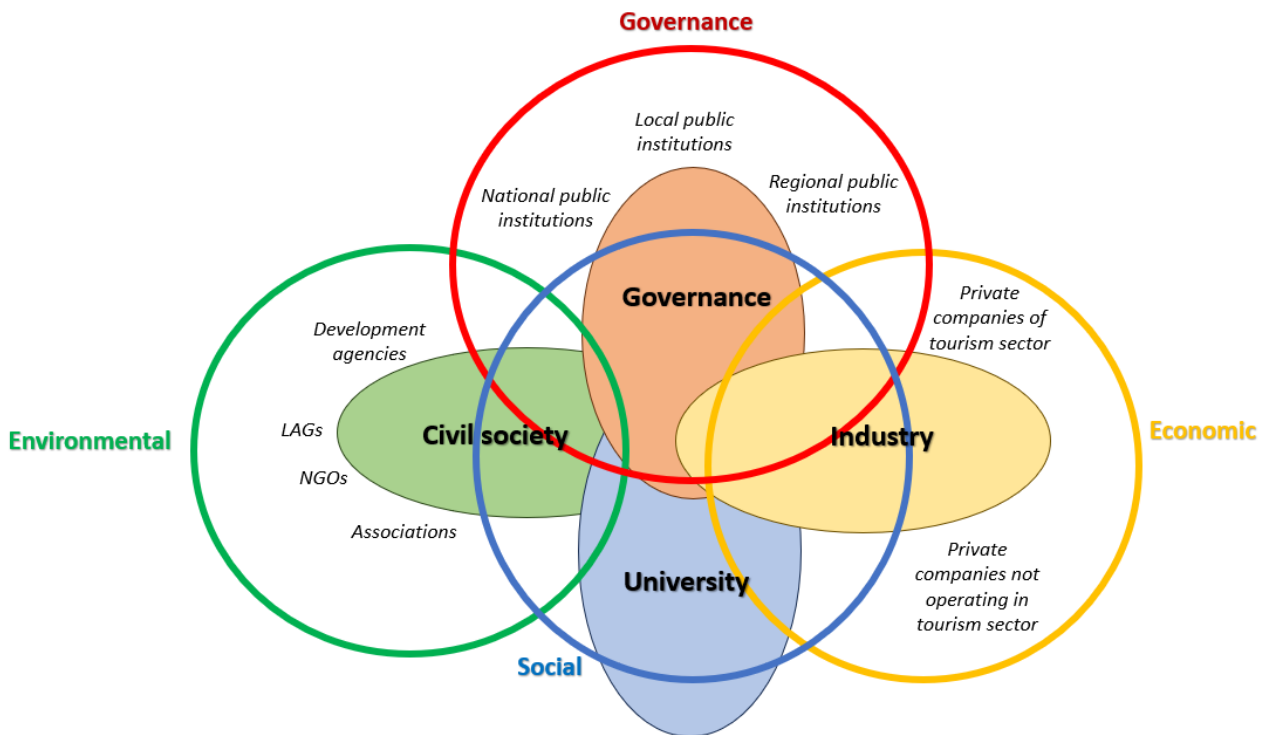 Governance
Local public
institutions
National public
institutions
Regional public
institutions
Governance
Private
companies of
tourism sector
Development
agencies
Environmental
LAGs
Civil society
Industry
Economic
NGOs
Associations
Private
companies not
operating in
tourism sector
University
Social